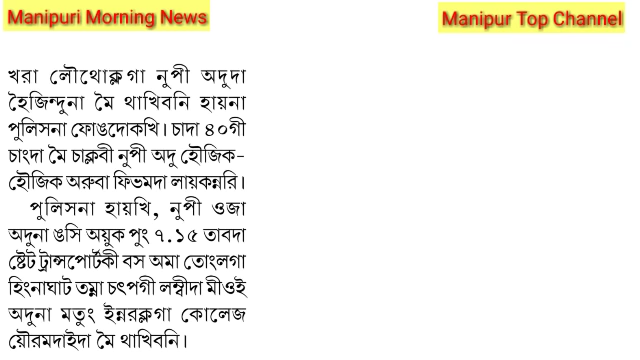 Manipuri Morning News
Manipur Top Channel
খরা লৌথোক্লগা নুপী অদুদা
হৈজিন্দুনা মৈ থাখিবনি হায়না
পুলিসনা ফোঙদোকখি। চাদা ৪০গী
চাংদা মৈ চাক্লবী নুপী অদু হৌজিক-
হৌজিক অরুবা ফিভমদা লায়কন্নরি।
পুলিসনা হায়খি, নুপী ওজা
অদুনা ঙসি অয়ুক পুং ৭.১৫ তাবদা
ষ্টেট ট্রান্সপোর্টকী বস অমা তোংলগা
হিংনাঘাট তম্না চৎপগী লম্বীদা মীওই
অদুনা মতুং ইন্নরক্লগা কোলেজ
য়ৌরমদাইদা মৈ থাখিবনি।